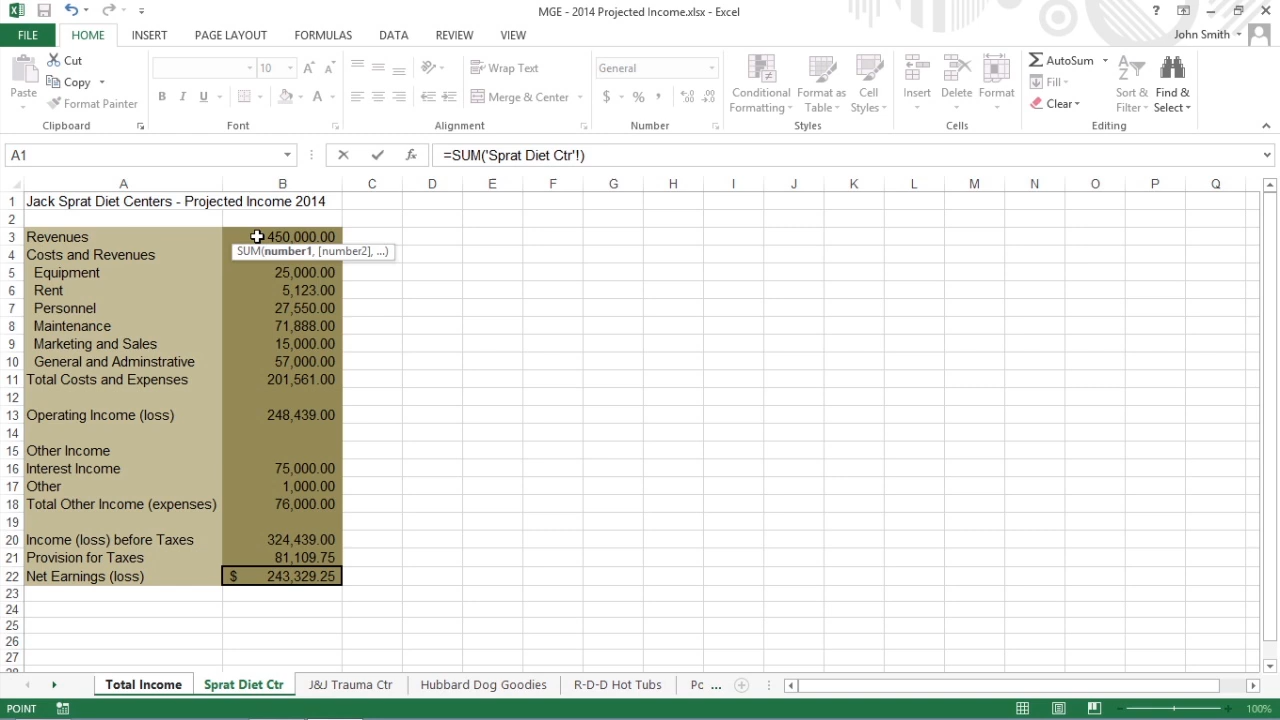 MGE - 2014 Projected Income.xlsx - Excel
?
FILE HOME INSERT PAGE LAYOUT FORMULAS DATA REVIEW VIEW
John Smith
Paste
Cut
Copy
Format Painter
Clipboard
10 A A
B I U A
Font
Wrap Text
Merge & Center
Alignment
General
$ % ,
Number
Conditional Formatting
Format as Table
Cell Styles
Styles
Insert
Delete
Format
Cells
AutoSum
Fill
Clear
Sort & Filter
Find & Select
Editing
A1 fx =SUM('Sprat Diet Ctr'!)
A B C D E F G H I J K L M N O P Q
1 Jack Sprat Diet Centers - Projected Income 2014
2
3 Revenues 450,000.00
SUM(number1, [number2], ...)
4 Costs and Revenues
5 Equipment 25,000.00
6 Rent 5,123.00
7 Personnel 27,550.00
8 Maintenance 71,888.00
9 Marketing and Sales 15,000.00
10 General and Adminstrative 57,000.00
11 Total Costs and Expenses 201,561.00
12
13 Operating Income (loss) 248,439.00
14
15 Other Income
16 Interest Income 75,000.00
17 Other 1,000.00
18 Total Other Income (expenses) 76,000.00
19
20 Income (loss) before Taxes 324,439.00
21 Provision for Taxes 81,109.75
22 Net Earnings (loss) $ 243,329.25
23
24
25
26
27
28
Total Income Sprat Diet Ctr J&J Trauma Ctr Hubbard Dog Goodies R-D-D Hot Tubs Pc ...
POINT 100%